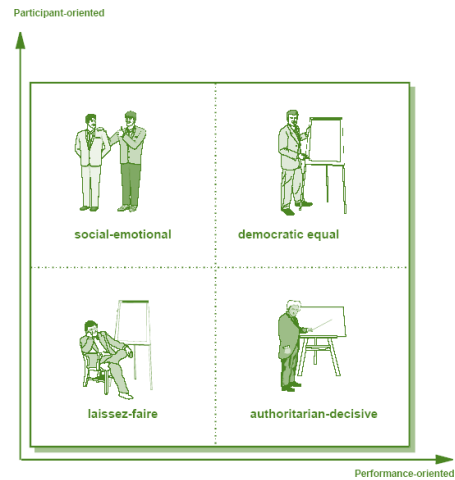 Participant-oriented
social-emotional
democratic equal
laissez-faire
authoritarian-decisive
Performance-oriented